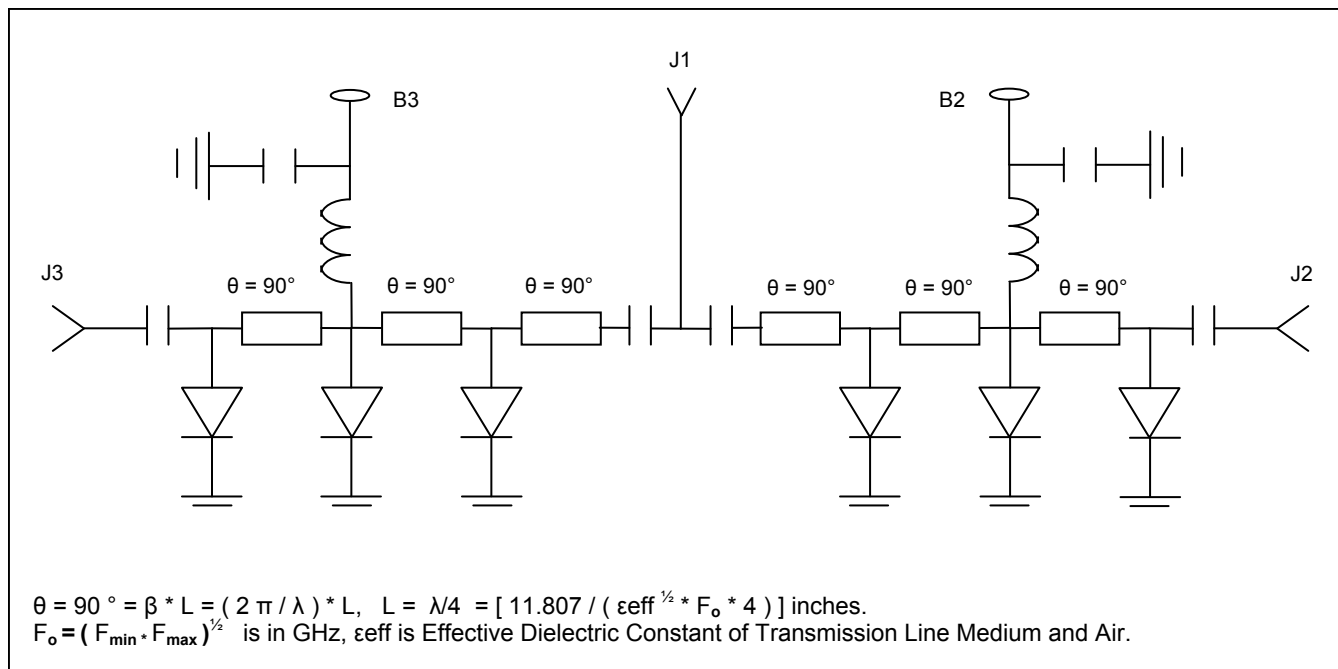 J1
B3
B2
J3
J2
θ = 90 °
θ = 90 °
θ = 90 °
θ = 90 °
θ = 90 °
θ = 90 ° = β * L = ( 2 π / λ ) * L, L = λ/4 = [ 11.807 / ( εeff ½ * Fo * 4 ) ] inches.
Fo = ( Fmin * Fmax )½ is in GHz, εeff is Effective Dielectric Constant of Transmission Line Medium and Air.